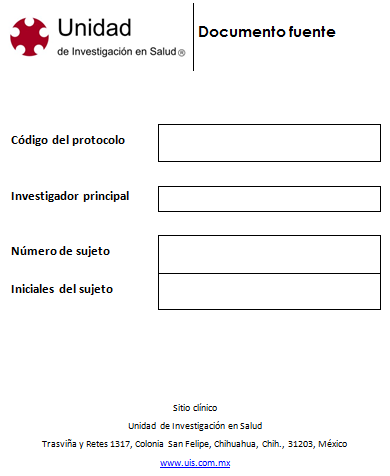 Unidad
de Investigación en Salud®
Documento fuente
Código del protocolo
Investigador principal
Número de sujeto
Iniciales del sujeto
Sitio clínico
Unidad de Investigación en Salud
Trasviña y Retes 1317, Colonia San Felipe, Chihuahua, Chih., 31203, México
www.uis.com.mx